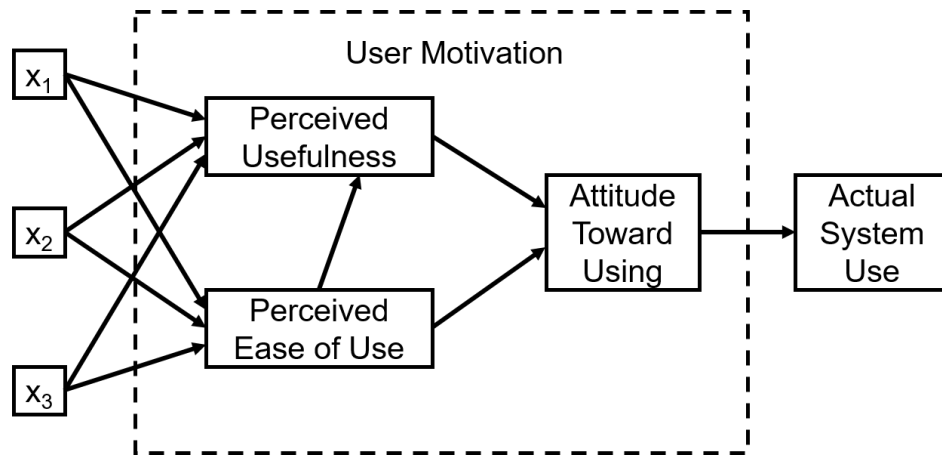 User Motivation
x₁
x₂
x₃
Perceived
Usefulness
Perceived
Ease of Use
Attitude
Toward
Using
Actual
System
Use